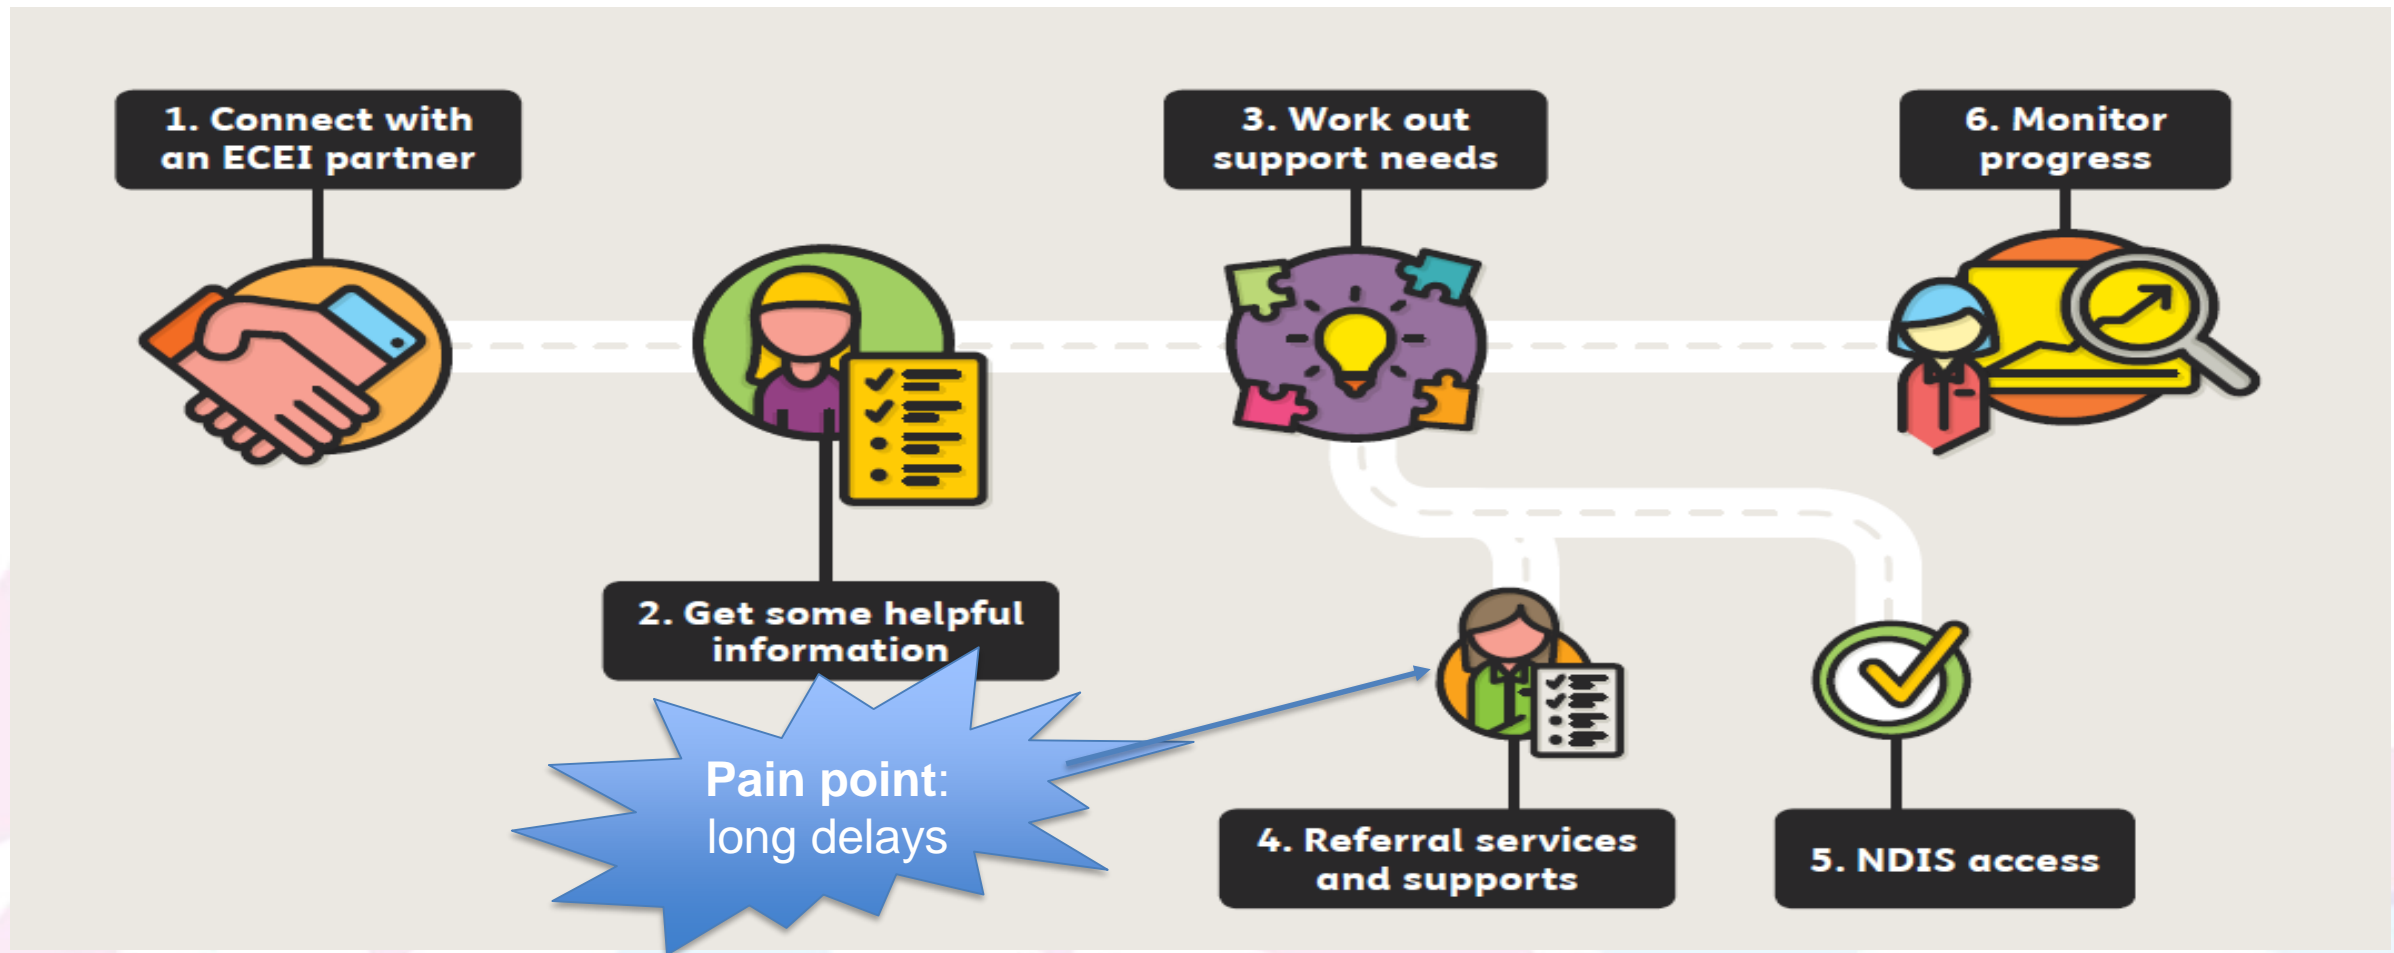 1. Connect with
an ECEI partner
2. Get some helpful
information
3. Work out
support needs
4. Referral services
and supports
5. NDIS access
6. Monitor
progress
Pain point:
long delays